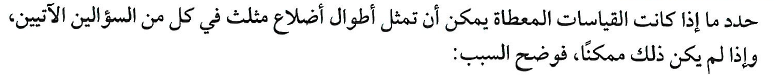 حدد ما إذا كانت القياسات المعطاة يمكن أن تمثل أطوال أضلاع مثلث في كل من السؤالين الآتيين،
وإذا لم يكن ذلك ممكنًا، فوضح السبب: